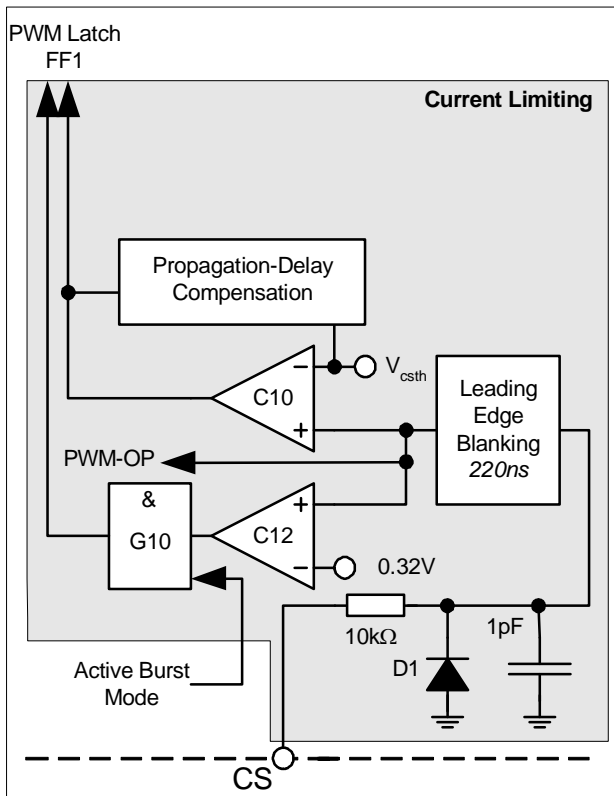 PWM Latch
FF1
Current Limiting
Propagation-Delay
Compensation
−
Vcsth
C10
+
Leading
Edge
Blanking
220ns
PWM-OP
&
G10
+
C12
−
0.32V
10kΩ
1pF
D1
Active Burst
Mode
CS